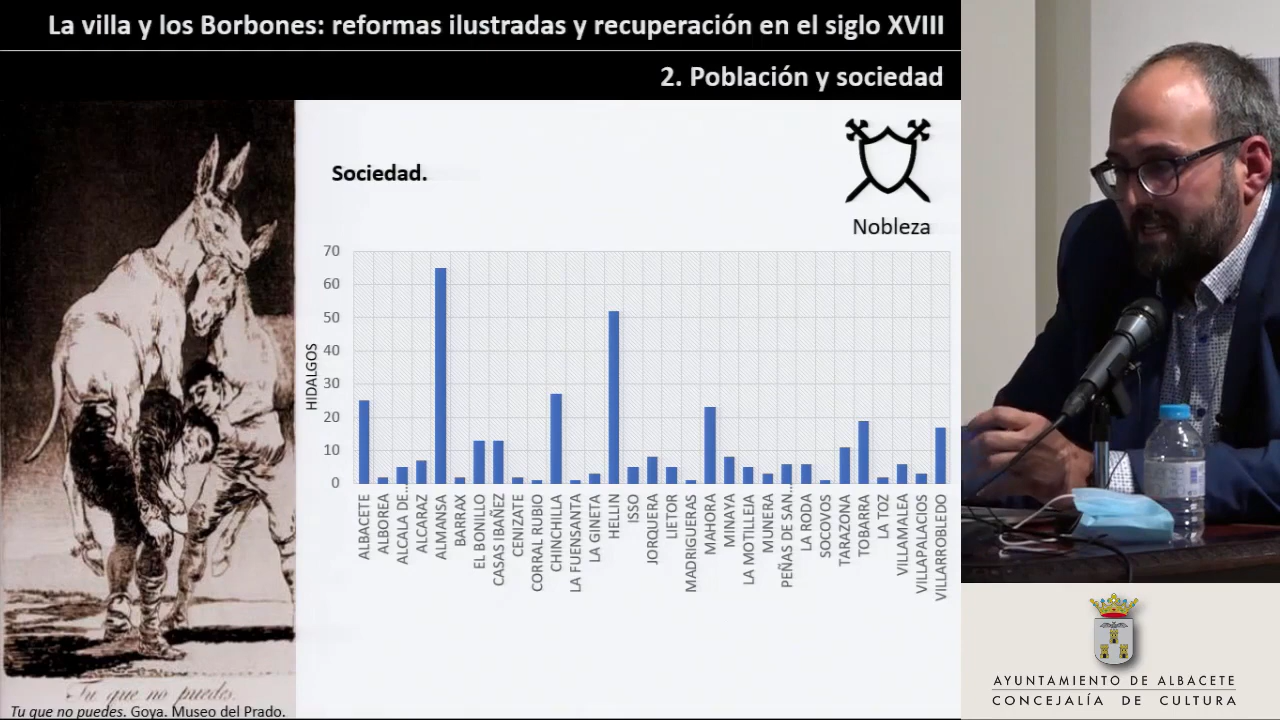 La villa y los Borbones: reformas ilustradas y recuperación en el siglo XVIII
2. Población y sociedad
Sociedad.
Nobleza
70
60
50
40
30
20
10
0
HIDALGOS
ALBACETE
ALBOREA
ALCALA DE...
ALCARAZ
ALMANSA
BARRAX
EL BONILLO
CASAS IBAÑEZ
CENIZATE
CORRAL RUBIO
CHINCHILLA
LA FUENSANTA
LA GINETA
HELLIN
ISSO
JORQUERA
LIETOR
MADRIGUERAS
MAHORA
MINAYA
LA MOTILLEJA
MUNERA
PEÑAS DE SAN...
LA RODA
SOCOVOS
TARAZONA
TOBARRA
LA TOZ
VILLAMALEA
VILLAPALACIOS
VILLARROBLEDO
Tu que no puedes.
Tu que no puedes. Goya. Museo del Prado.
AYUNTAMIENTO DE ALBACETE
CONCEJALÍA DE CULTURA